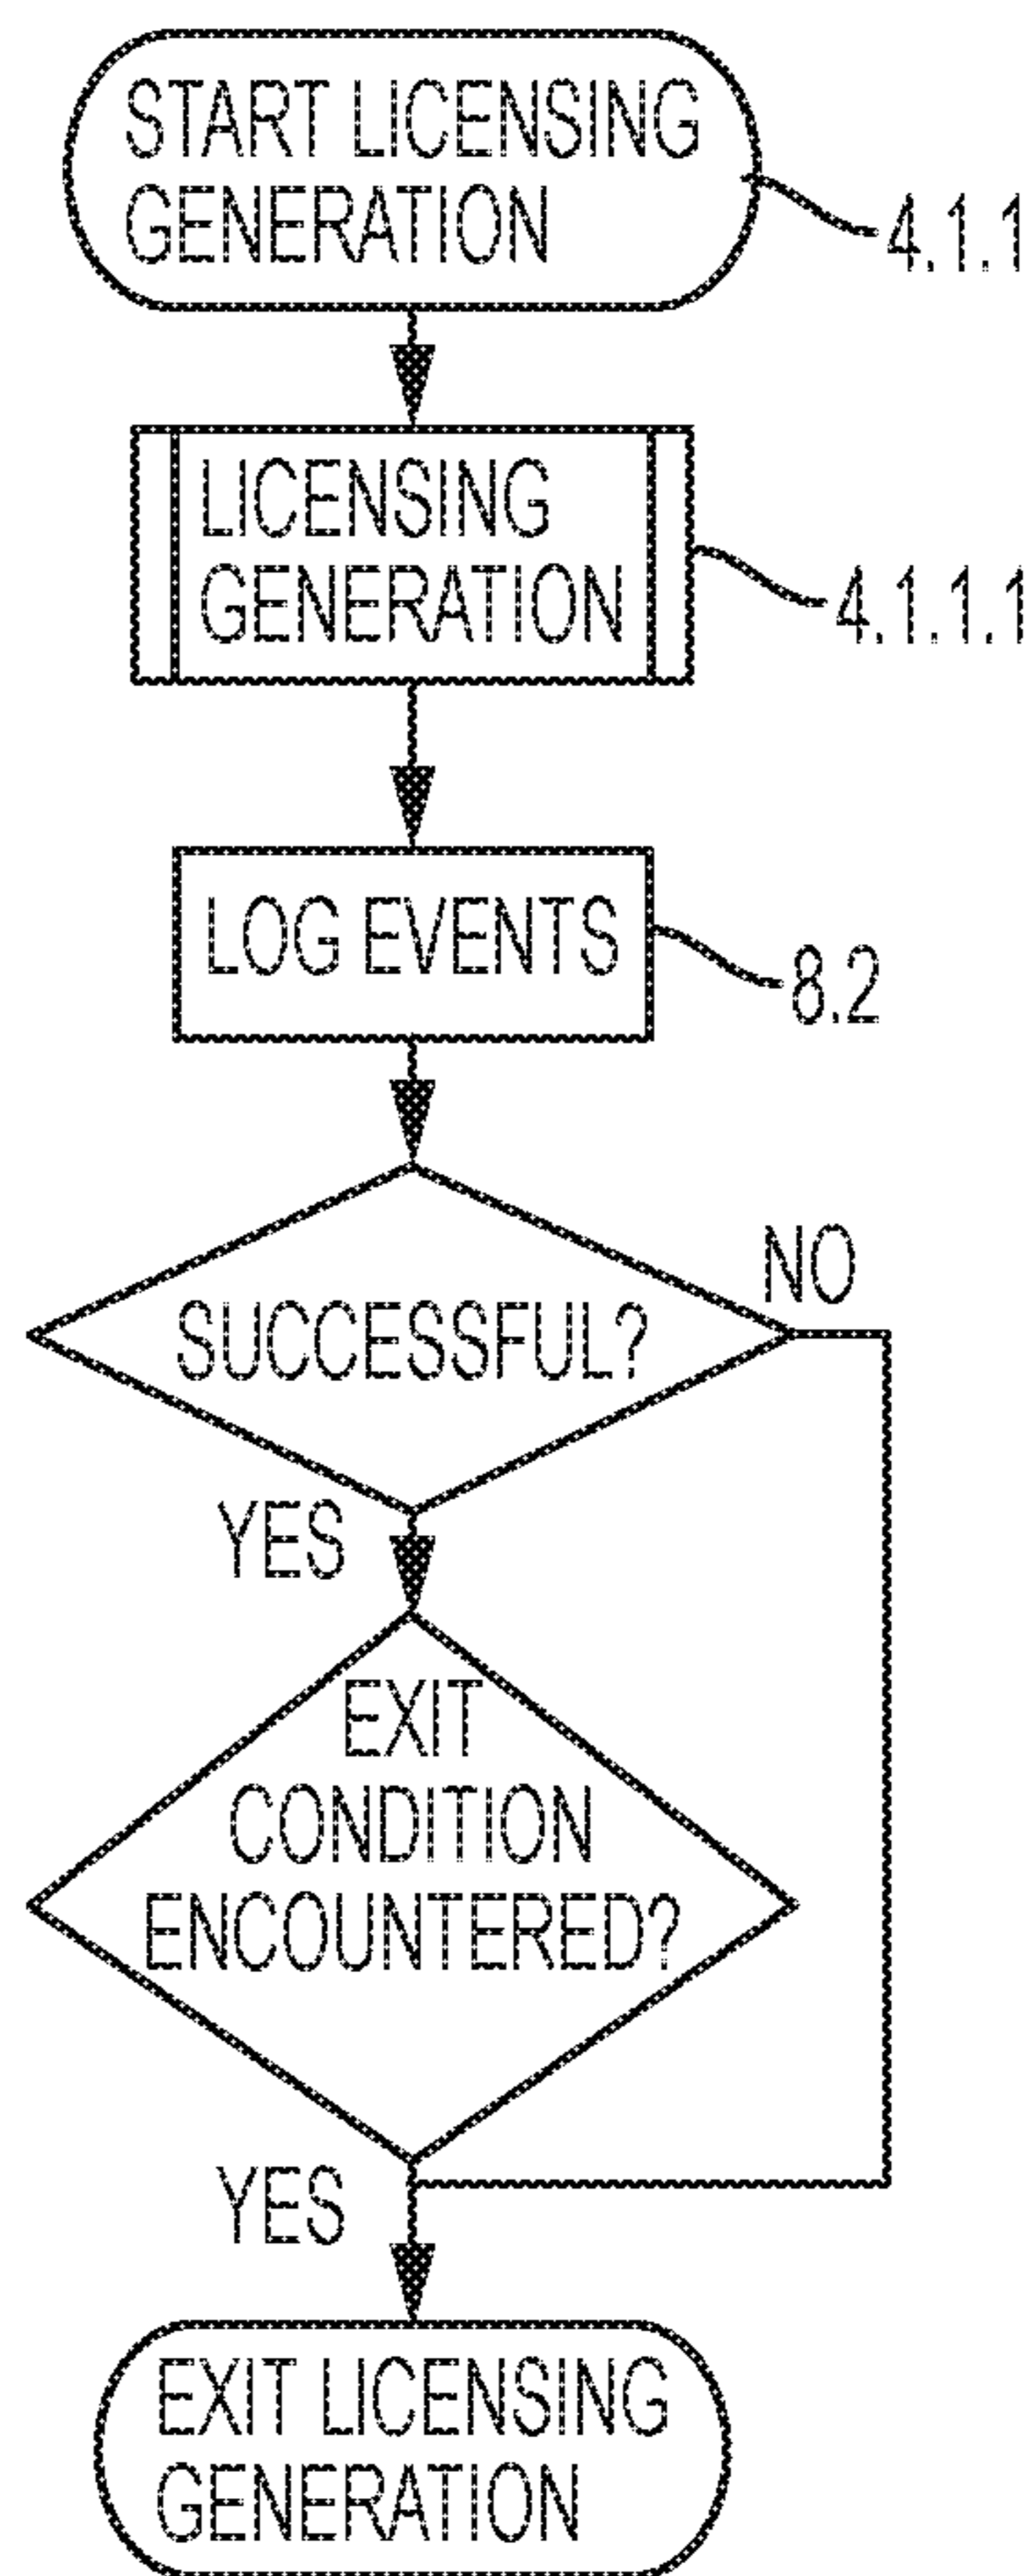 START LICENSING
GENERATION
4.1.1
LICENSING
GENERATION
4.1.1.1
LOG EVENTS
8.2
NO
SUCCESSFUL?
YES
EXIT
CONDITION
ENCOUNTERED?
YES
EXIT LICENSING
GENERATION